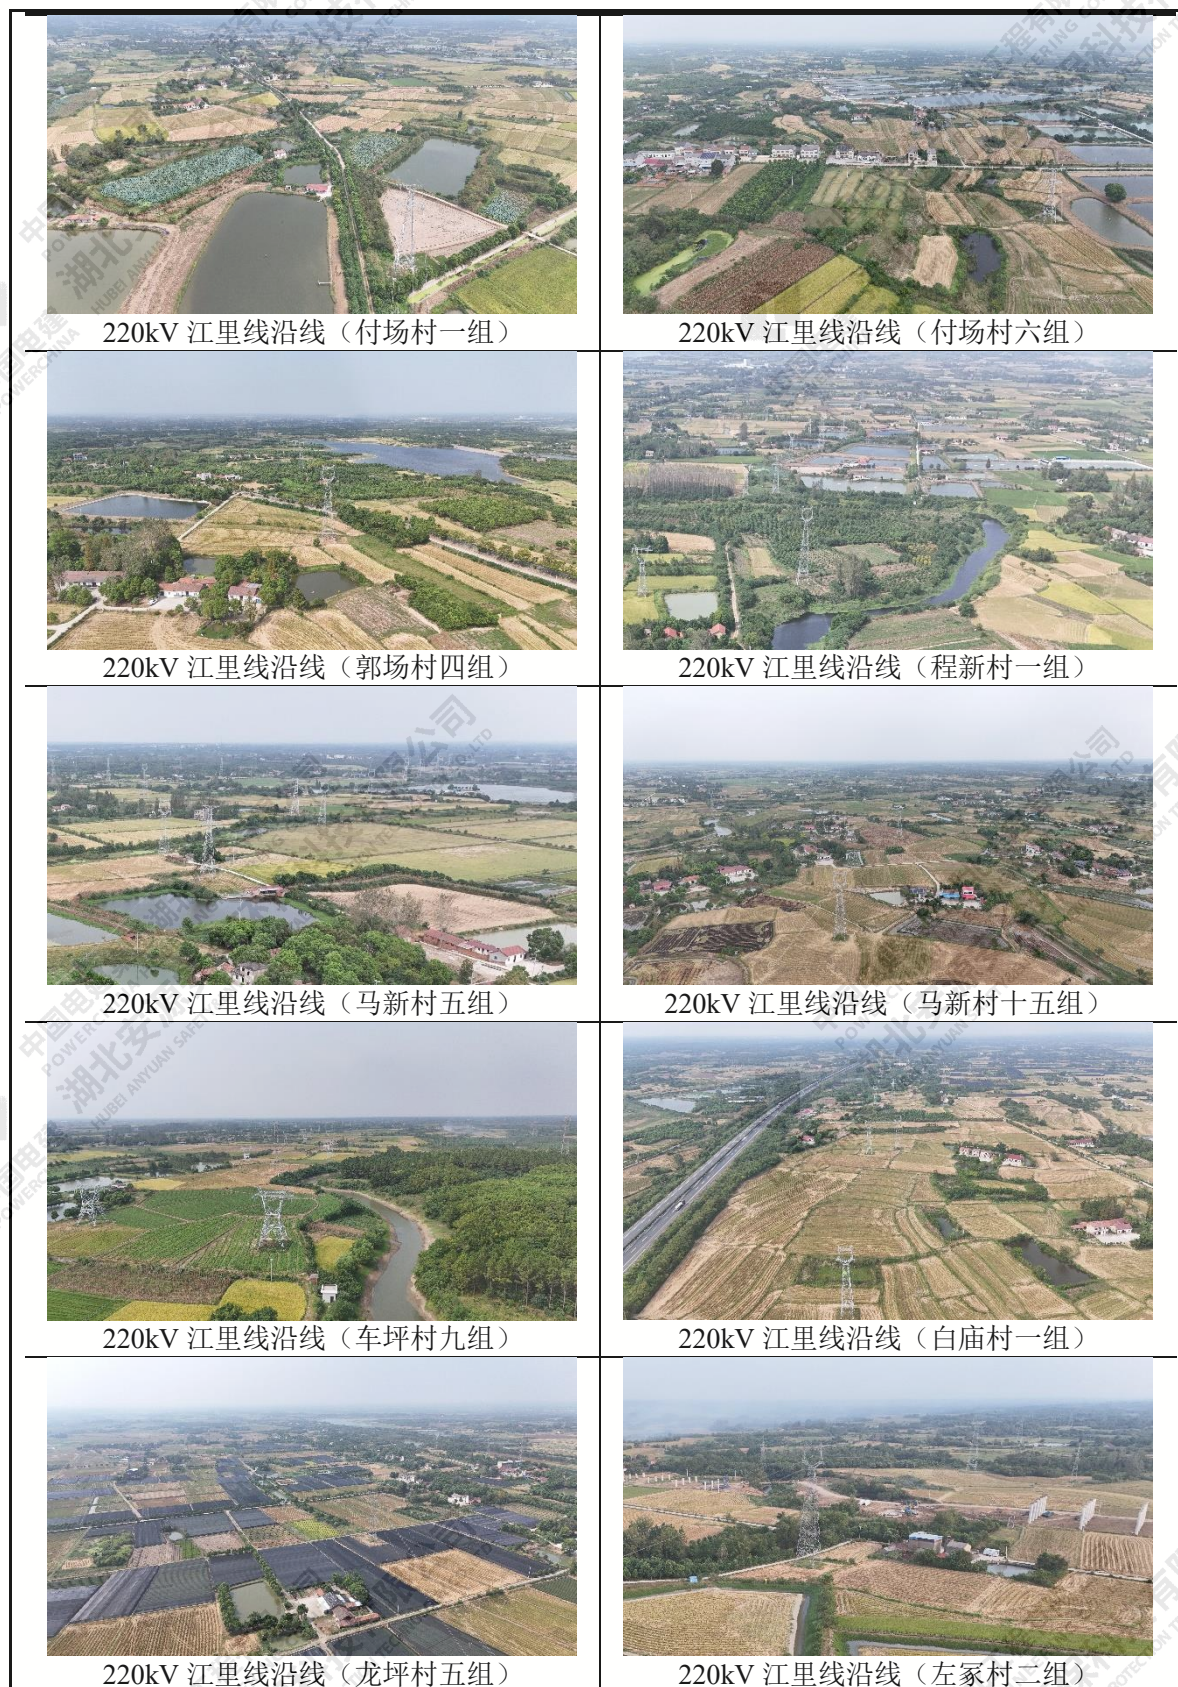 220kV 江里线沿线（付场村一组）
220kV 江里线沿线（付场村六组）
220kV 江里线沿线（郭场村四组）
220kV 江里线沿线（程新村一组）
220kV 江里线沿线（马新村五组）
220kV 江里线沿线（马新村十五组）
220kV 江里线沿线（车坪村九组）
220kV 江里线沿线（白庙村一组）
220kV 江里线沿线（龙坪村五组）
220kV 江里线沿线（左冢村二组）